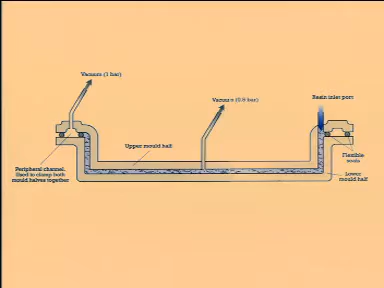 Vacuum (1 bar)
Vacuum (0.5 bar)
Resin inlet port
Upper mould half
Peripheral channel.
Used to clamp both
mould halves together
Flexible
seals
Lower
mould half